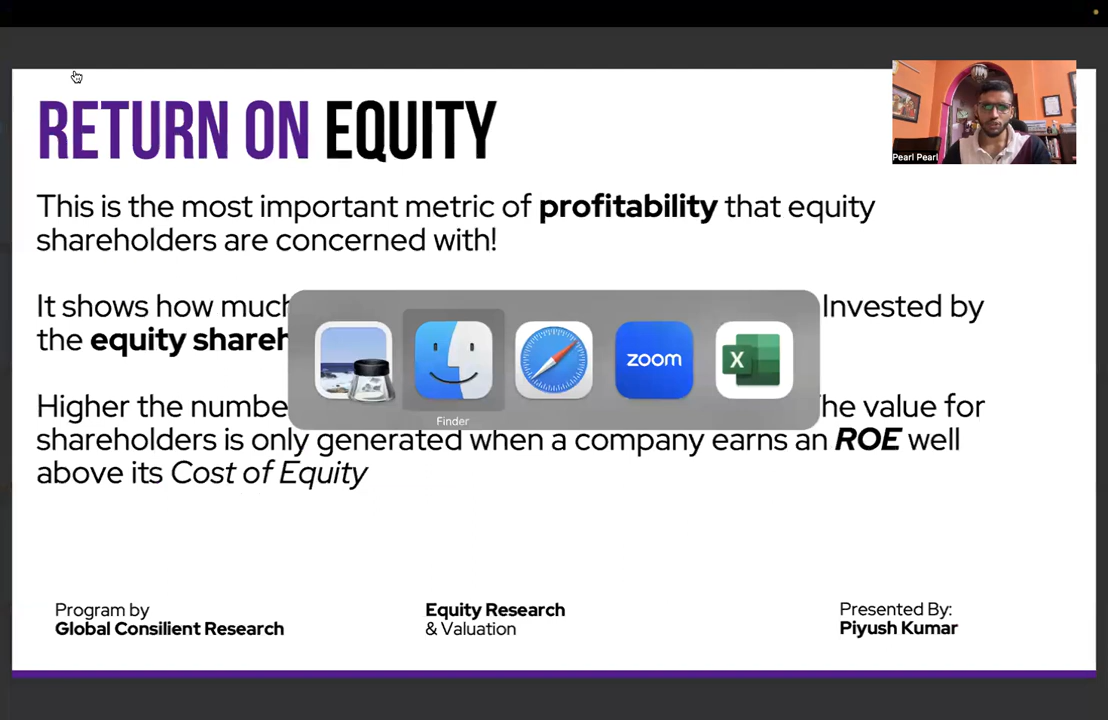 RETURN ON EQUITY
Pearl Pearl
This is the most important metric of profitability that equity
shareholders are concerned with!
It shows how much Invested by
the equity shareh
Higher the numbe he value for
shareholders is only generated when a company earns an ROE well
above its Cost of Equity
zoom
X
Finder
Program by
Global Consilient Research
Equity Research
& Valuation
Presented By:
Piyush Kumar